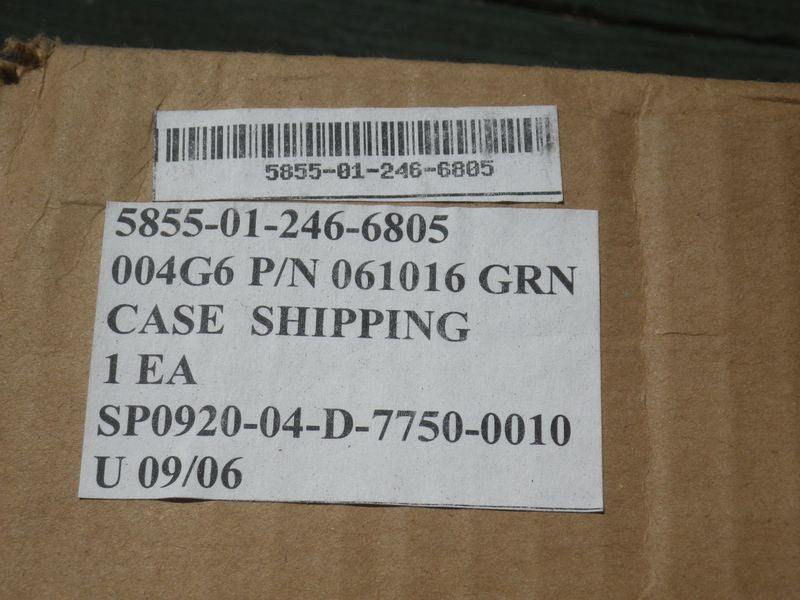 5855-01-246-6805
5855-01-246-6805
004G6 P/N 061016 GRN
CASE SHIPPING
1 EA
SP0920-04-D-7750-0010
U 09/06